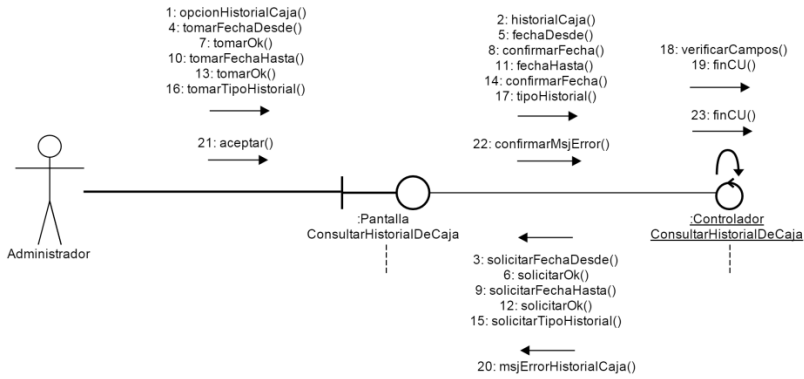 1: opcionHistorialCaja()
4: tomarFechaDesde()
7: tomarOk()
10: tomarFechaHasta()
13: tomarOk()
16: tomarTipoHistorial()
21: aceptar()
2: historialCaja()
5: fechaDesde()
8: confirmarFecha()
11: fechaHasta()
14: confirmarFecha()
17: tipoHistorial()
22: confirmarMsjError()
18: verificarCampos()
19: finCU()
23: finCU()
Administrador
:Pantalla
ConsultarHistorialDeCaja
:Controlador
ConsultarHistorialDeCaja
3: solicitarFechaDesde()
6: solicitarOk()
9: solicitarFechaHasta()
12: solicitarOk()
15: solicitarTipoHistorial()
20: msjErrorHistorialCaja()